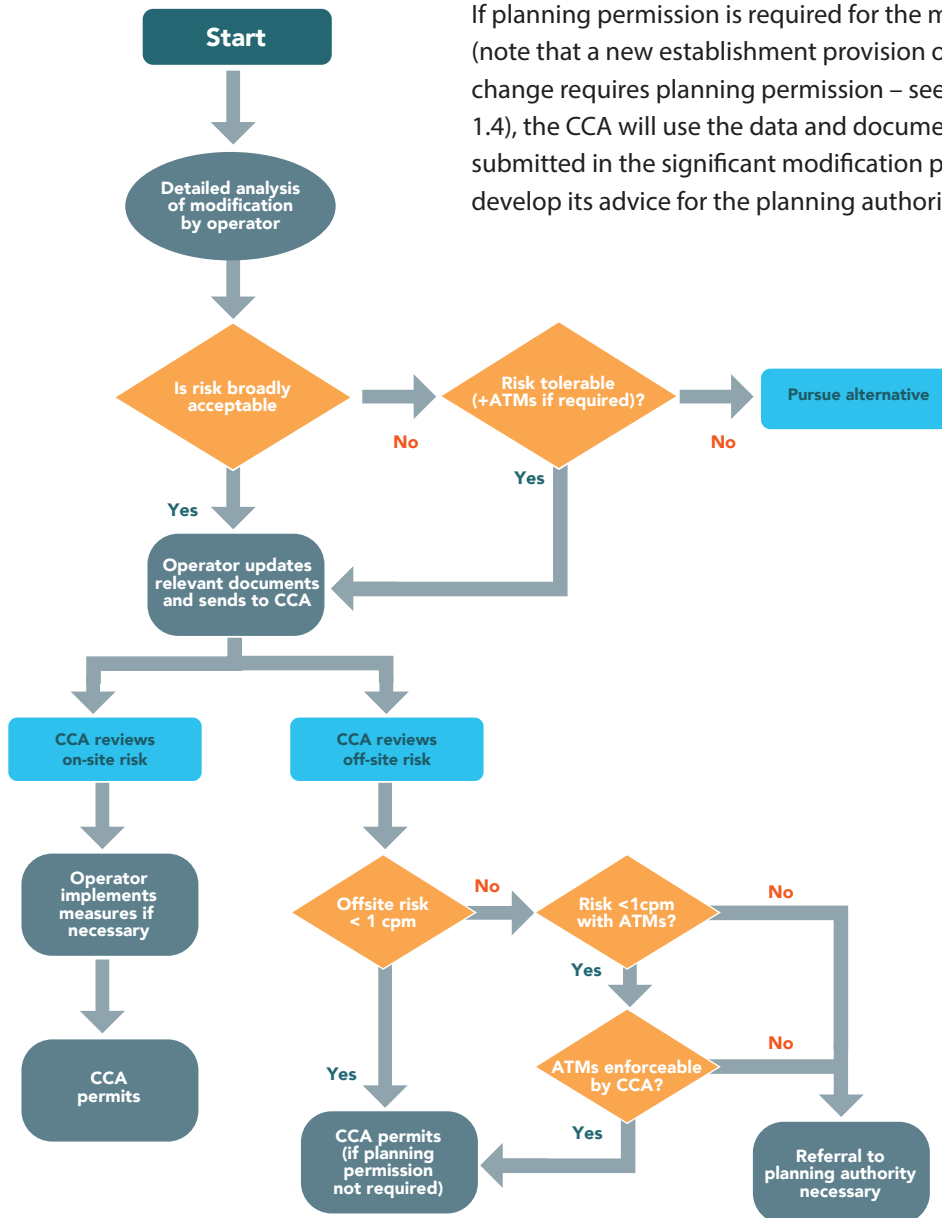 If planning permission is required for the m
(note that a new establishment provision o
change requires planning permission – see
1.4), the CCA will use the data and docume
submitted in the significant modification p
develop its advice for the planning authori
Start
Detailed analysis
of modification
by operator
Is risk broadly
acceptable
No
Risk tolerable
(+ATMs if required)?
No
Pursue alternative
Yes
Yes
Operator updates
relevant documents
and sends to CCA
CCA reviews
on-site risk
CCA reviews
off-site risk
Operator
implements
measures if
necessary
CCA
permits
Offsite risk
< 1 cpm
No
Risk <1cpm
with ATMs?
No
Yes
ATMs enforceable
by CCA?
No
Yes
Yes
CCA permits
(if planning
permission
not required)
Referral to
planning authority
necessary